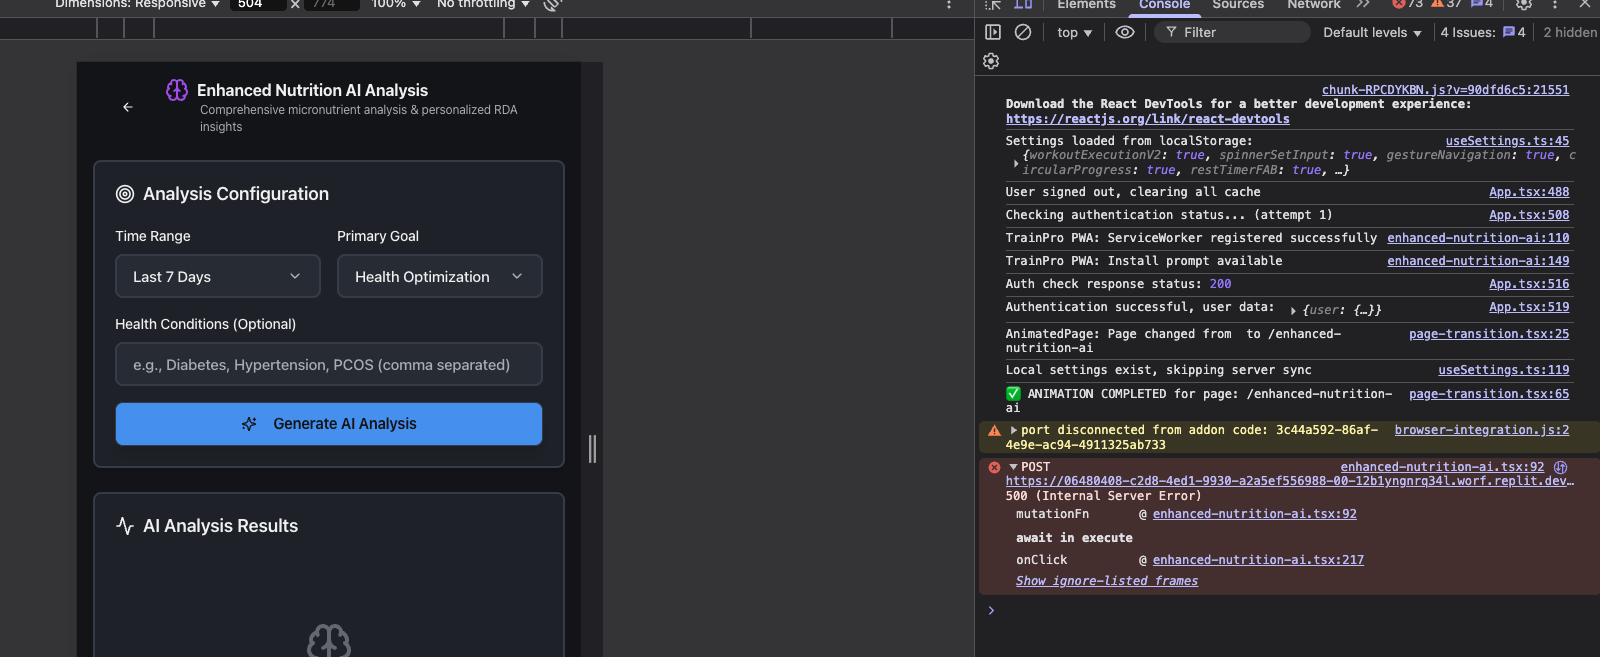 Dimensions: Responsive ▼ 504 x 774 100% ▼ No throttling ▼
Elements Console Sources Network 73 37 4
top ▼ Filter Default levels ▼ 4 Issues: 4 2 hidden
Enhanced Nutrition AI Analysis
Comprehensive micronutrient analysis & personalized RDA
insights
Analysis Configuration
Time Range Primary Goal
Last 7 Days Health Optimization
Health Conditions (Optional)
e.g., Diabetes, Hypertension, PCOS (comma separated)
Generate AI Analysis
AI Analysis Results
chunk-RPCDYKBN.js?v=90dfd6c5:21551
Download the React DevTools for a better development experience:
https://reactjs.org/link/react-devtools
Settings loaded from localStorage: useSettings.ts:45
{workoutExecutionV2: true, spinnerSetInput: true, gestureNavigation: true, c
ircularProgress: true, restTimerFAB: true, …}
User signed out, clearing all cache App.tsx:488
Checking authentication status... (attempt 1) App.tsx:508
TrainPro PWA: ServiceWorker registered successfully enhanced-nutrition-ai:110
TrainPro PWA: Install prompt available enhanced-nutrition-ai:149
Auth check response status: 200 App.tsx:516
Authentication successful, user data: {user: {…}} App.tsx:519
AnimatedPage: Page changed from to /enhanced- page-transition.tsx:25
nutrition-ai
Local settings exist, skipping server sync useSettings.ts:119
✅ ANIMATION COMPLETED for page: /enhanced-nutrition- page-transition.tsx:65
ai
port disconnected from addon code: 3c44a592-86af- browser-integration.js:2
4e9e-ac94-4911325ab733
POST enhanced-nutrition-ai.tsx:92
https://06480408-c2d8-4ed1-9930-a2a5ef556988-00-12b1yngnrq34l.worf.replit.dev…
500 (Internal Server Error)
mutationFn @ enhanced-nutrition-ai.tsx:92
await in execute
onClick @ enhanced-nutrition-ai.tsx:217
Show ignore-listed frames